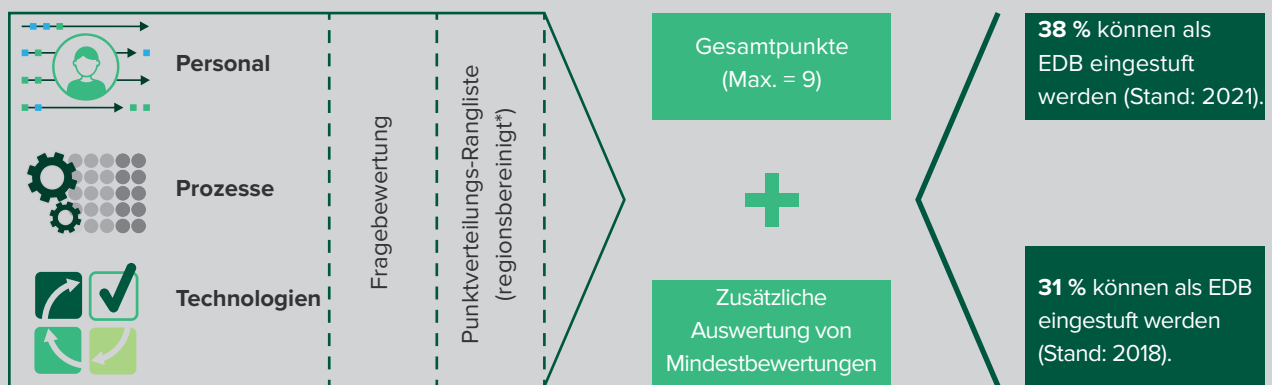 Personal
Prozesse
Technologien
Fragebewertung
Punktverteilungs-Rangliste
(regionsbereinigt*)
Gesamtpunkte
(Max. = 9)
Zusätzliche
Auswertung von
Mindestbewertungen
38 % können als
EDB eingestuft
werden (Stand: 2021).
31 % können als EDB
eingestuft werden
(Stand: 2018).